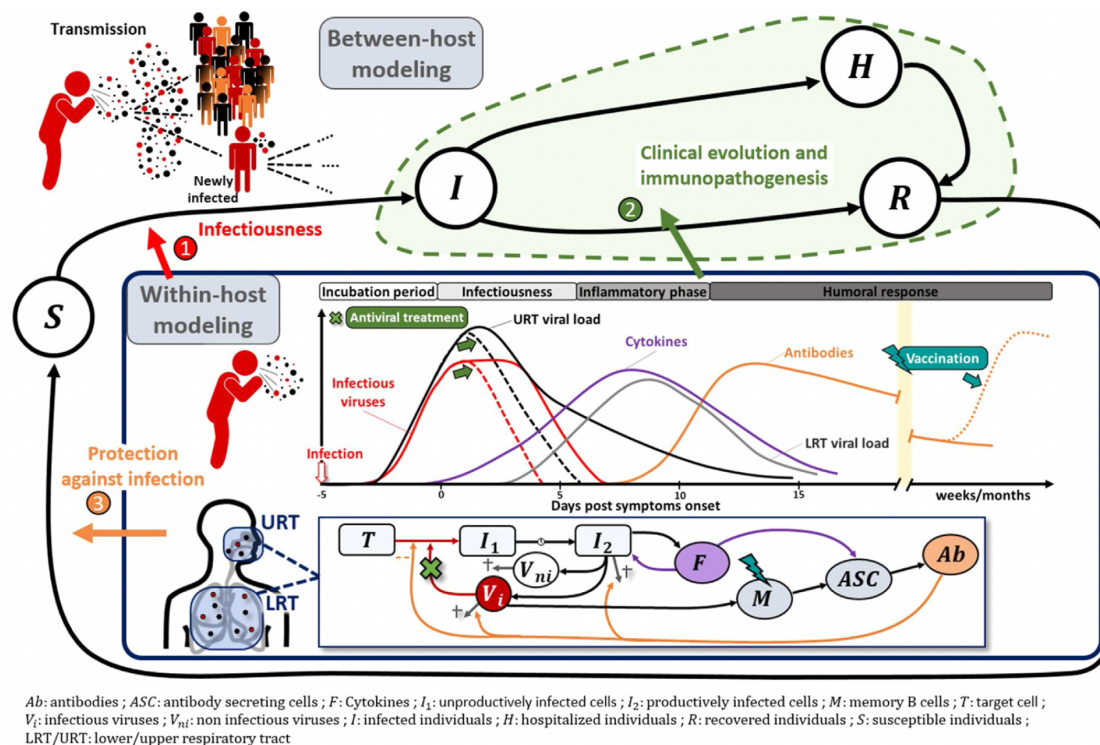 Transmission
Between-host
modeling
Newly
infected
I
H
R
S
Clinical evolution and
immunopathogenesis
2
1
Infectiousness
Within-host
modeling
Incubation period
Infectiousness
Inflammatory phase
Humoral response
Antiviral treatment
URT viral load
Cytokines
Antibodies
Vaccination
Infectious
viruses
LRT viral load
Infection
-5
0
5
10
15
Days post symptoms onset
weeks/months
Protection
against infection
3
URT
LRT
T
I₁
I₂
Vₙᵢ
Vᵢ
F
M
ASC
Ab
Ab: antibodies ; ASC: antibody secreting cells ; F: Cytokines ; I₁: unproductively infected cells ; I₂: productively infected cells ; M: memory B cells ; T: target cell ;
Vᵢ: infectious viruses ; Vₙᵢ: non infectious viruses ; I: infected individuals ; H: hospitalized individuals ; R: recovered individuals ; S: susceptible individuals ;
LRT/URT: lower/upper respiratory tract